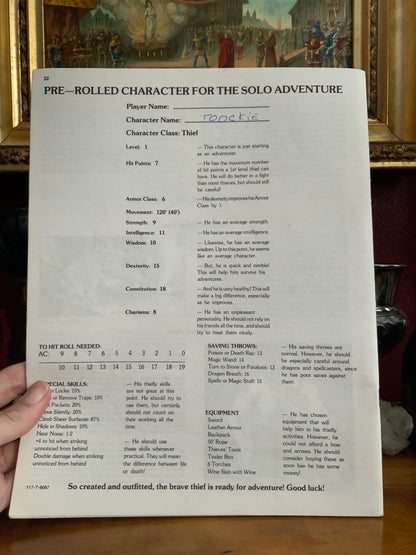 32
PRE—ROLLED CHARACTER FOR THE SOLO ADVENTURE
Player Name:
Character Name: TOOCKIE
Character Class: Thief
Level: 1 — This character is just starting
as an adventurer.
Hit Points: 7 — He has the maximum number
of hit points a 1st level thief can
have. He will do better in a fight
than most thieves, but should
still be careful!
Armor Class: 6 — His dexterity improves his Armor
Class by 1.
Movement: 120' (40')
Strength: 9 — He has an average strength.
Intelligence: 11 — He has an average intelligence.
Wisdom: 10 — Likewise, he has an average
wisdom. Up to this point, he seems
like an average character.
Dexterity: 15 — But, he is quick and nimble!
This will help him survive his
adventures.
Constitution: 18 — And he is very healthy! This will
make a big difference, especially
as he improves.
Charisma: 8 — He has an unpleasant
personality. He should not rely on
his friends all the time, and should
try to treat them nicely.
TO HIT ROLL NEEDED:
AC: 9 8 7 6 5 4 3 2 1 0
10 11 12 13 14 15 16 17 18 19
SPECIAL SKILLS:
Locks: 15%
or Remove Traps: 10%
Pockets: 20%
Move Silently: 20%
Climb Sheer Surfaces: 87%
Hide in Shadows: 10%
Hear Noise: 1-2
+4 to hit when striking
unnoticed from behind
Double damage when striking
unnoticed from behind
— His thiefly skills
are not great at this
point. He should try to
use them, but certainly
should not count on
their working all the
time.
— He should use
these skills whenever
practical. They will mean
the difference between life
or death!
SAVING THROWS:
Poison or Death Ray: 13
Magic Wand: 14
Turn to Stone or Paralysis: 13
Dragon Breath: 16
Spells or Magic Staff: 15
— His saving throws are
normal. However, he should
be especially careful around
dragons and spellcasters, since
he has poor saves against
them.
EQUIPMENT
Sword
Leather Armor
Backpack
50' Rope
Thieves' Tools
Tinder Box
6 Torches
Wine Skin with Wine
— He has chosen
equipment that will
help him in his thiefly
activities. However, he
could not afford a bow
and arrows. He should
consider buying these as
soon has he has some
money!
117-T-9067
So created and outfitted, the brave thief is ready for adventure! Good luck!